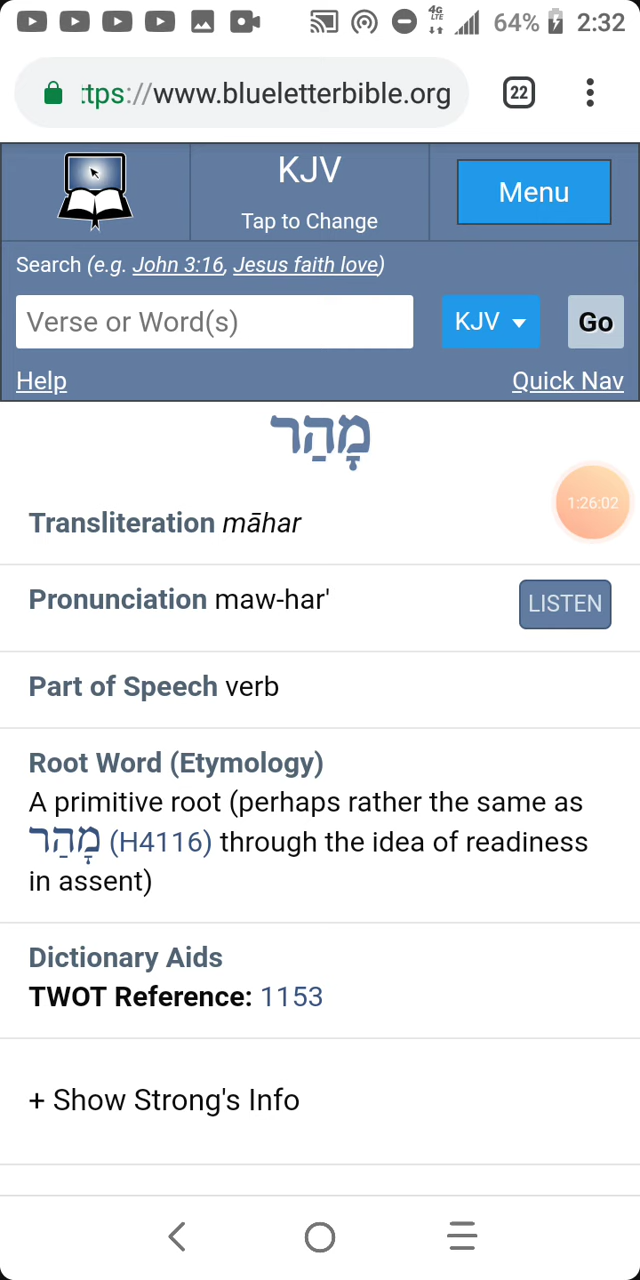 4G
LTE
64%
2:32
ttps://www.blueletterbible.org
22
KJV
Tap to Change
Menu
Search (e.g. John 3:16, Jesus faith love)
Verse or Word(s)
KJV
Go
Help
Quick Nav
מָהַר
1:26:02
Transliteration māhar
Pronunciation maw-har'
LISTEN
Part of Speech verb
Root Word (Etymology)
A primitive root (perhaps rather the same as
מָהַר (H4116) through the idea of readiness
in assent)
Dictionary Aids
TWOT Reference: 1153
+ Show Strong's Info